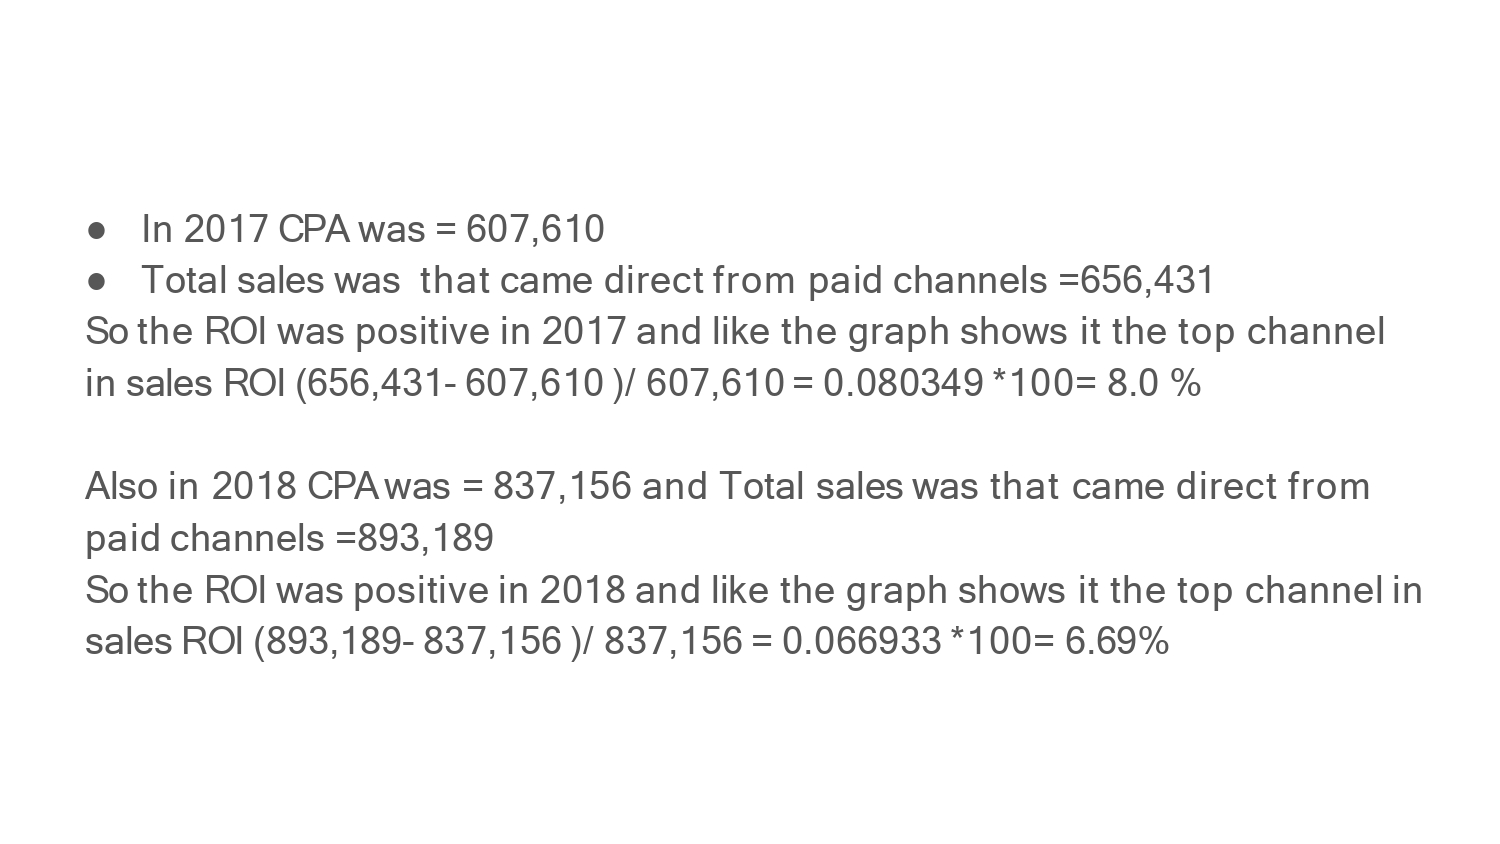 ● In 2017 CPA was = 607,610
● Total sales was  that came direct from paid channels =656,431
So the ROI was positive in 2017 and like the graph shows it the top channel
in sales ROI (656,431- 607,610 )/ 607,610 = 0.080349 *100= 8.0 %
Also in 2018 CPA was = 837,156 and Total sales was that came direct from
paid channels =893,189
So the ROI was positive in 2018 and like the graph shows it the top channel in
sales ROI (893,189- 837,156 )/ 837,156 = 0.066933 *100= 6.69%